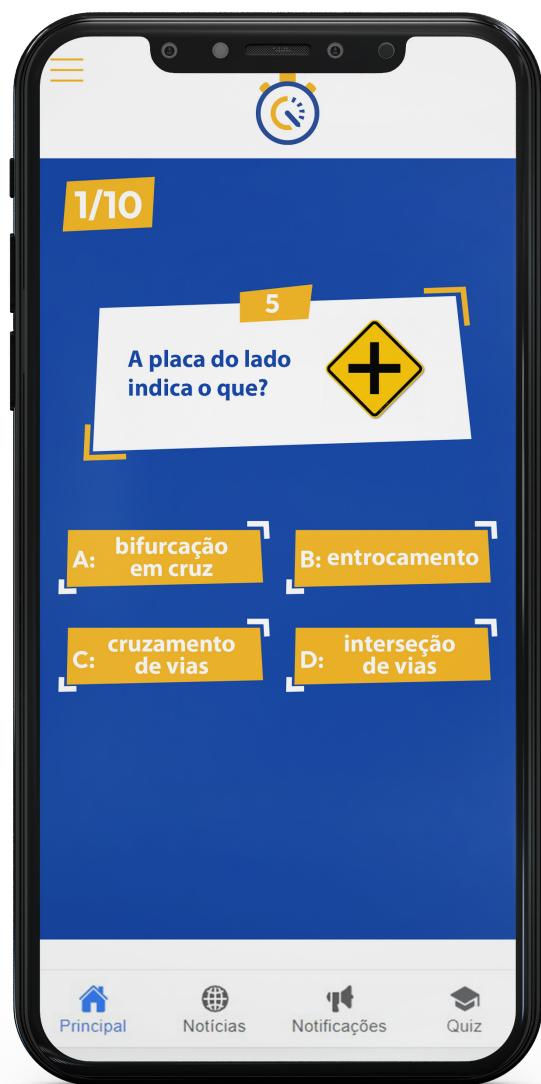 1/10
5
A placa do lado
indica o que?
A: bifurcação
em cruz
B: entrocamento
C: cruzamento
de vias
D: interseção
de vias
Principal
Notícias
Notificações
Quiz